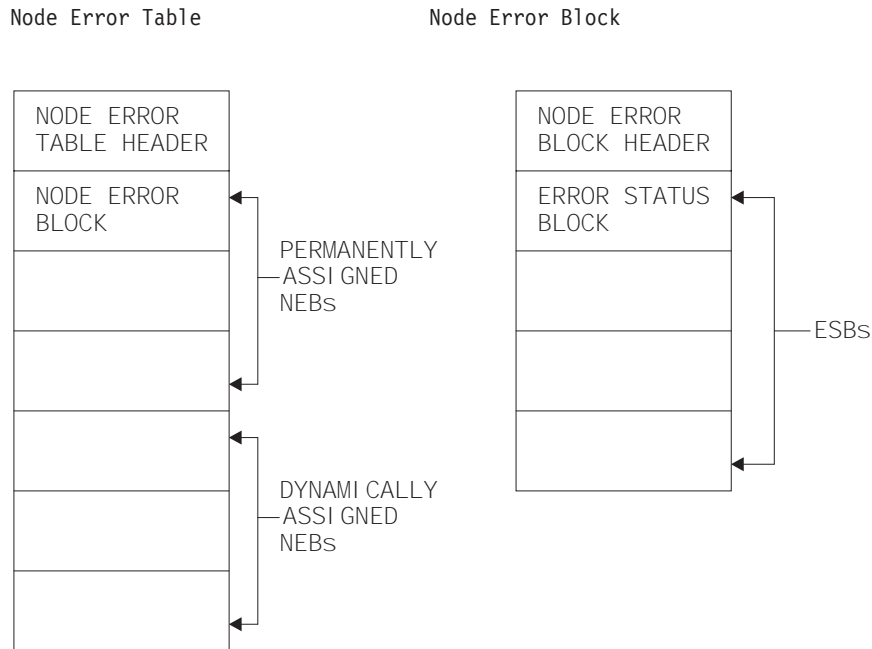 Node Error Table
Node Error Block
NODE ERROR
TABLE HEADER
NODE ERROR
BLOCK
PERMANENTLY
ASSIGNED
NEBs
DYNAMICALLY
ASSIGNED
NEBs
NODE ERROR
BLOCK HEADER
ERROR STATUS
BLOCK
ESBs